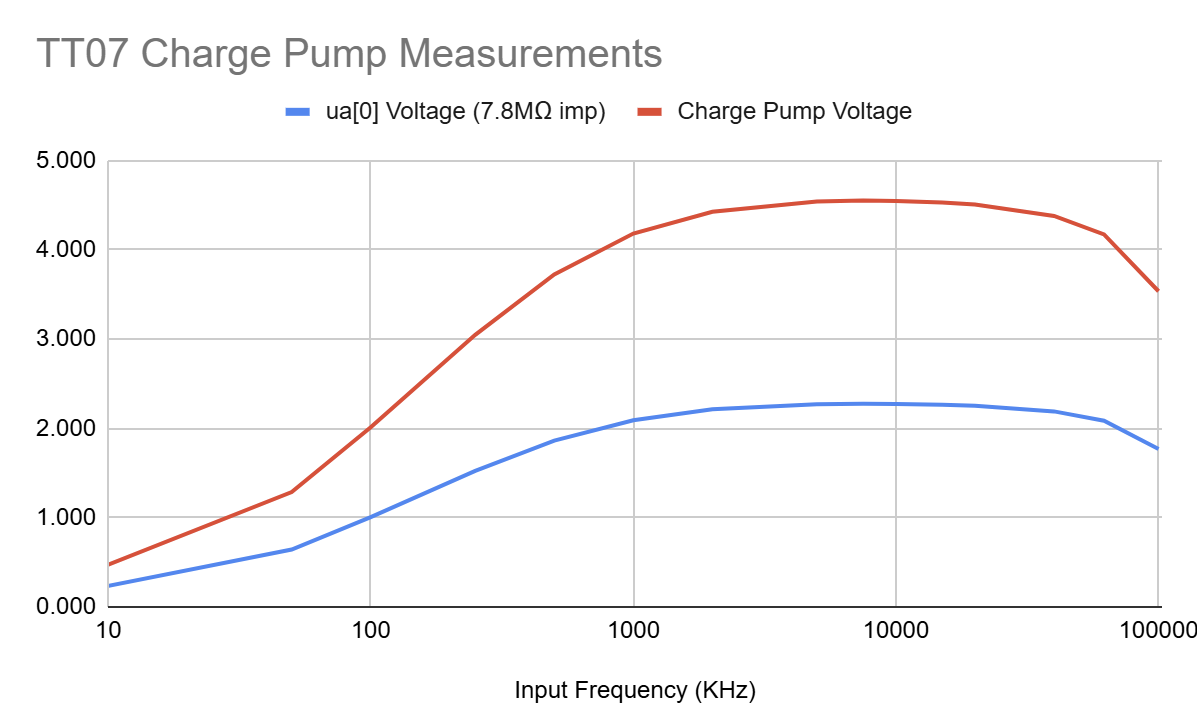 TT07 Charge Pump Measurements
ua[0] Voltage (7.8MΩ imp) Charge Pump Voltage
5.000
4.000
3.000
2.000
1.000
0.000
10 100 1000 10000 100000
Input Frequency (KHz)